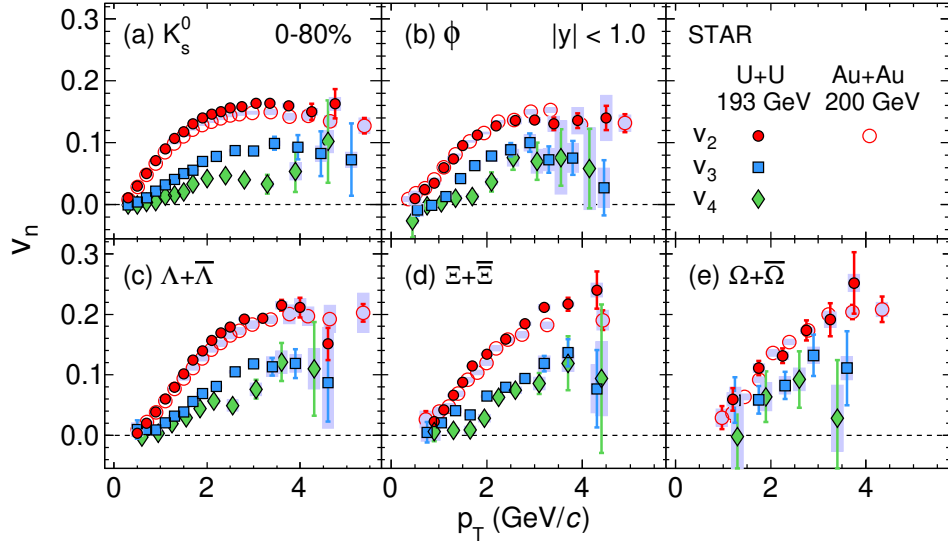 (a) K⁰ₛ 0-80%
(b) ϕ |y| < 1.0
STAR
U+U Au+Au
193 GeV 200 GeV
v₂
v₃
v₄
0.3
0.2
0.1
0.0
vₙ
(c) Λ+Λ̅
(d) Ξ+Ξ̅
(e) Ω+Ω̅
0.3
0.2
0.1
0.0
0 2 4
0 2 4
0 2 4
p_T (GeV/c)